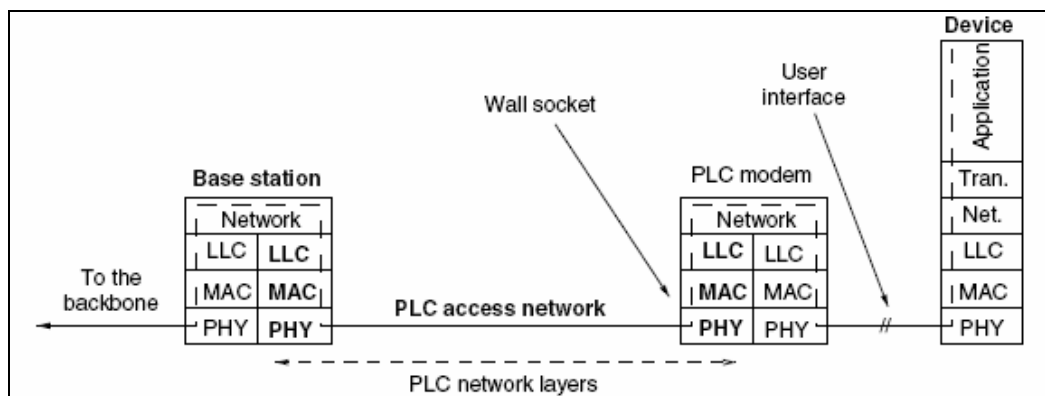 Device
User
interface
Application
Wall socket
Base station
PLC modem
Tran.
Network
Network
Net.
LLC LLC
LLC LLC
LLC
To the
backbone
MAC MAC
PLC access network
MAC MAC
MAC
PHY PHY
PHY PHY
//
PHY
PLC network layers